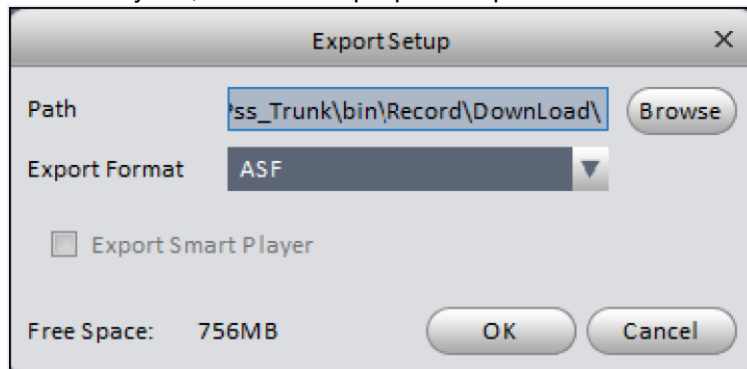 Export Setup
Path
ss_Trunk\bin\Record\DownLoad\
Browse
Export Format
ASF
Export Smart Player
Free Space: 756MB
OK
Cancel